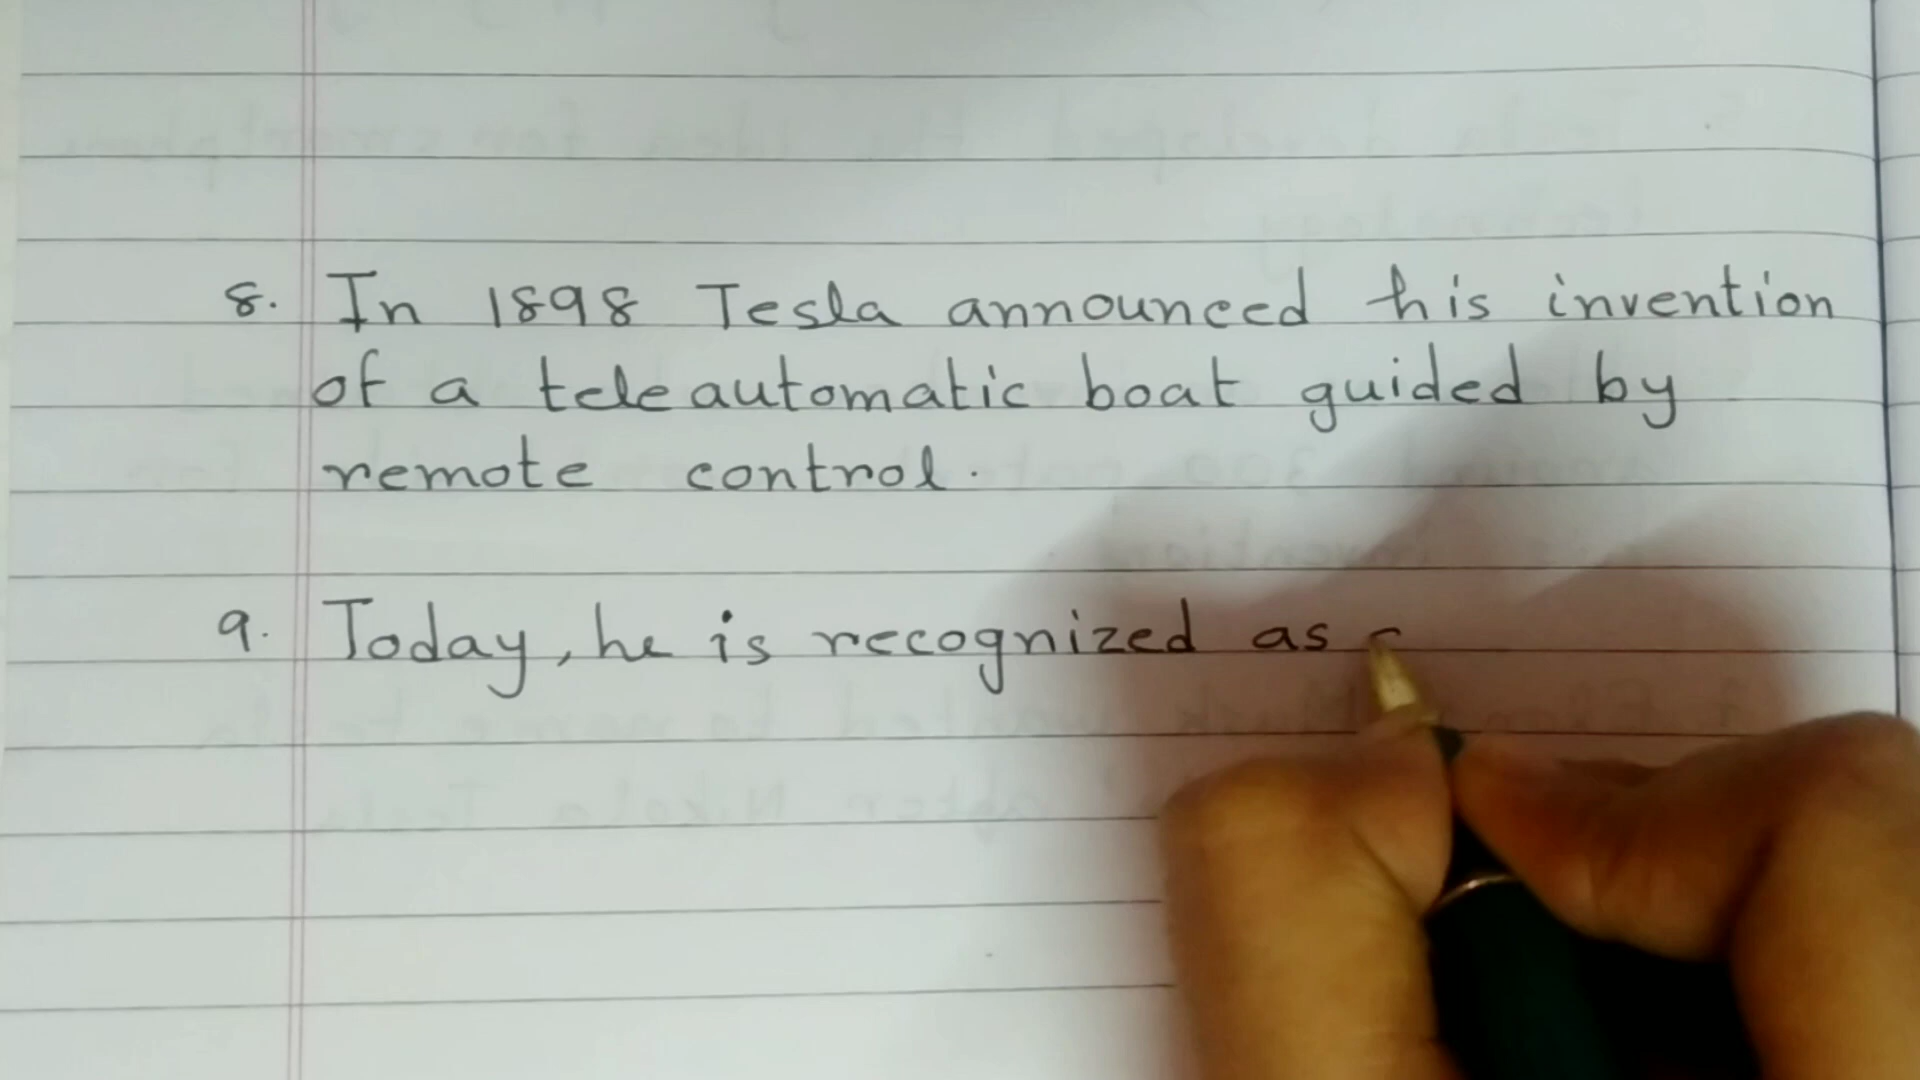 8. In 1898 Tesla announced his invention
of a teleautomatic boat guided by
remote control.
9. Today, he is recognized as